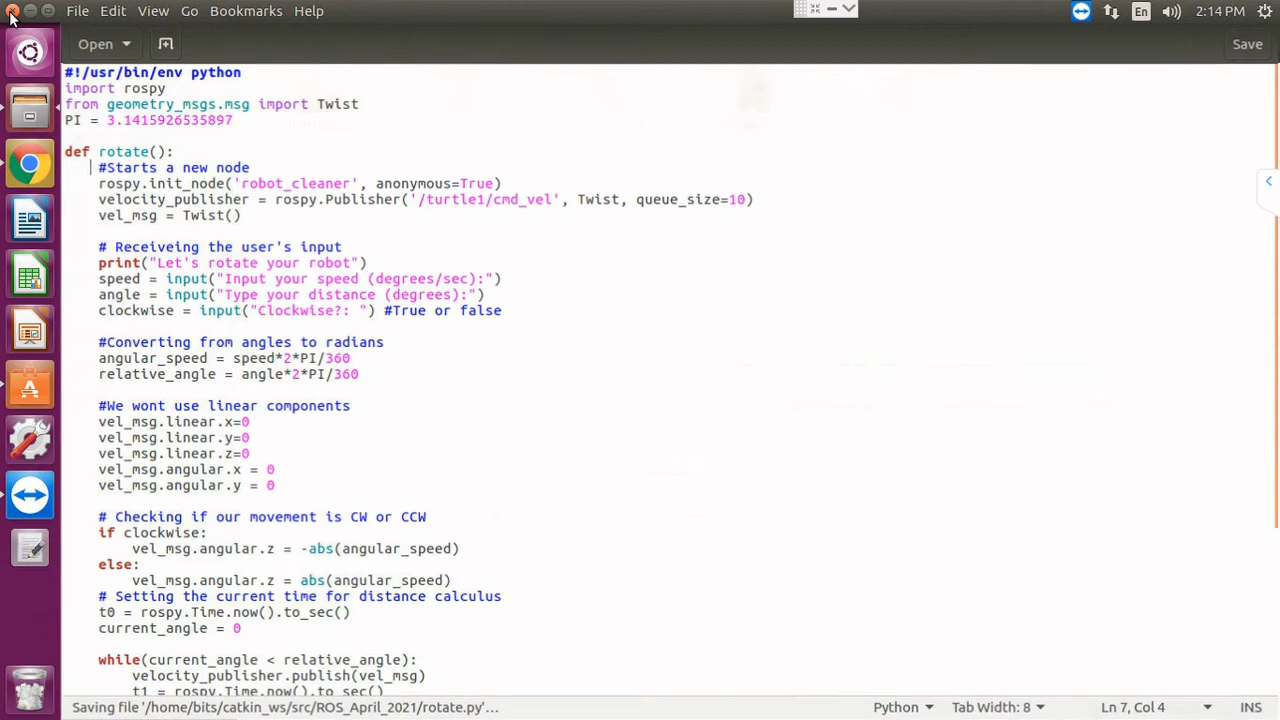 File Edit View Go Bookmarks Help
En 2:14 PM
Open Save
#!/usr/bin/env python
import rospy
from geometry_msgs.msg import Twist
PI = 3.1415926535897
def rotate():
#Starts a new node
rospy.init_node('robot_cleaner', anonymous=True)
velocity_publisher = rospy.Publisher('/turtle1/cmd_vel', Twist, queue_size=10)
vel_msg = Twist()
# Receiveing the user's input
print("Let's rotate your robot")
speed = input("Input your speed (degrees/sec):")
angle = input("Type your distance (degrees):")
clockwise = input("Clockwise?: ") #True or false
#Converting from angles to radians
angular_speed = speed*2*PI/360
relative_angle = angle*2*PI/360
#We wont use linear components
vel_msg.linear.x=0
vel_msg.linear.y=0
vel_msg.linear.z=0
vel_msg.angular.x = 0
vel_msg.angular.y = 0
# Checking if our movement is CW or CCW
if clockwise:
vel_msg.angular.z = -abs(angular_speed)
else:
vel_msg.angular.z = abs(angular_speed)
# Setting the current time for distance calculus
t0 = rospy.Time.now().to_sec()
current_angle = 0
while(current_angle < relative_angle):
velocity_publisher.publish(vel_msg)
t1 = rospy.Time.now().to_sec()
Saving file '/home/bits/catkin_ws/src/ROS_April_2021/rotate.py'... Python Tab Width: 8 Ln 7, Col 4 INS